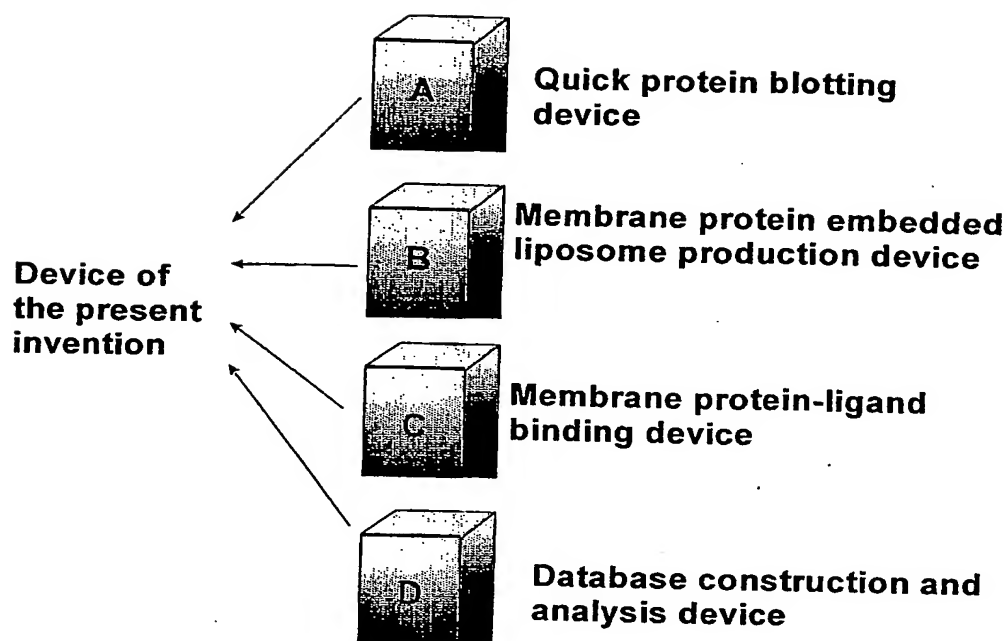 A
Quick protein blotting
device
B
Membrane protein embedded
liposome production device
Device of
the present
invention
C
Membrane protein-ligand
binding device
D
Database construction and
analysis device